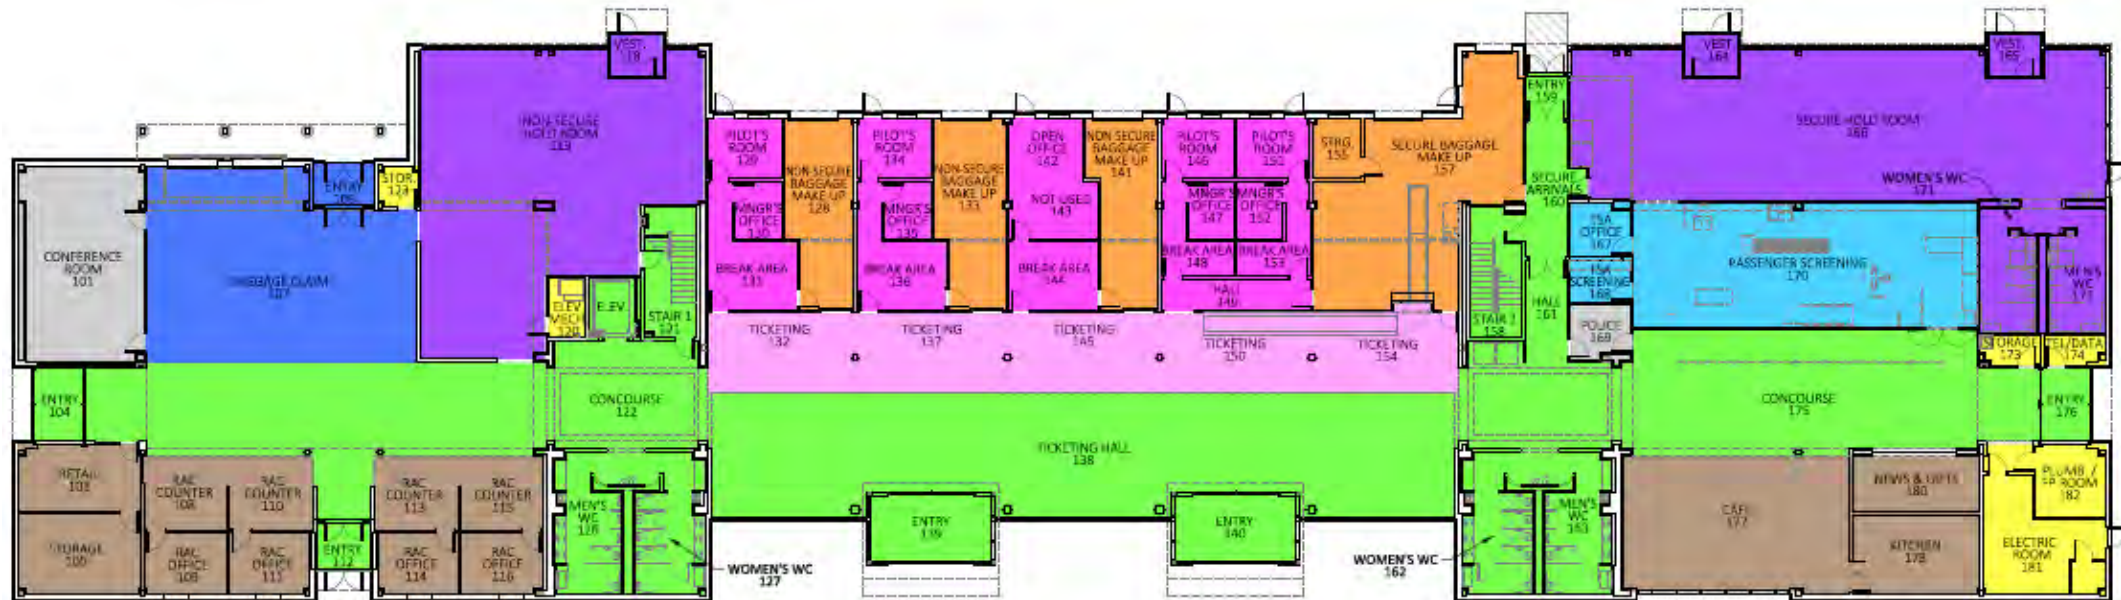 VEST.
118
NON-SECURE
HOLD ROOM
VEST
164
VEST.
165
ENTRY
159
SECURE HOLD ROOM
166
PILOT'S
ROOM
129
NON-SECURE
BAGGAGE
MAKE UP
128
PILOT'S
ROOM
134
NON-SECURE
BAGGAGE
MAKE UP
133
OPEN
OFFICE
142
NON-SECURE
BAGGAGE
MAKE UP
141
PILOT'S
ROOM
146
PILOT'S
ROOM
151
STRG.
155
SECURE BAGGAGE
MAKE UP
157
SECURE
ARRIVALS
160
WOMEN'S WC
171
ENTRY
STOR.
123
CONFERENCE
ROOM
101
BAGGAGE CLAIM
107
MNGR'S
OFFICE
130
MNGR'S
OFFICE
135
NOT USED
143
MNGR'S
OFFICE
147
MNGR'S
OFFICE
152
TSA
OFFICE
167
TSA
SCREENING
168
PASSENGER SCREENING
170
MEN'S
WC
BREAK AREA
131
BREAK AREA
136
BREAK AREA
144
BREAK AREA
148
BREAK AREA
153
HALL
149
HALL
161
ELEV
MECH
120
ELEV
STAIR 1
121
STAIR 2
158
POLICE
169
TICKETING
132
TICKETING
137
TICKETING
145
TICKETING
150
TICKETING
154
STORAGE
173
TEL/DATA
174
ENTRY
104
CONCOURSE
122
TICKETING HALL
138
CONCOURSE
175
ENTRY
176
RETAIL
RAC
COUNTER
108
RAC
COUNTER
110
RAC
COUNTER
113
RAC
COUNTER
115
MEN'S
WC
126
WOMEN'S WC
127
STORAGE
RAC
OFFICE
109
RAC
OFFICE
111
ENTRY
112
RAC
OFFICE
114
RAC
OFFICE
116
ENTRY
139
ENTRY
140
WOMEN'S WC
162
MEN'S
WC
163
CAFE
177
NEWS & GIFTS
180
KITCHEN
178
PLUMB /
FP ROOM
182
ELECTRIC
ROOM
181